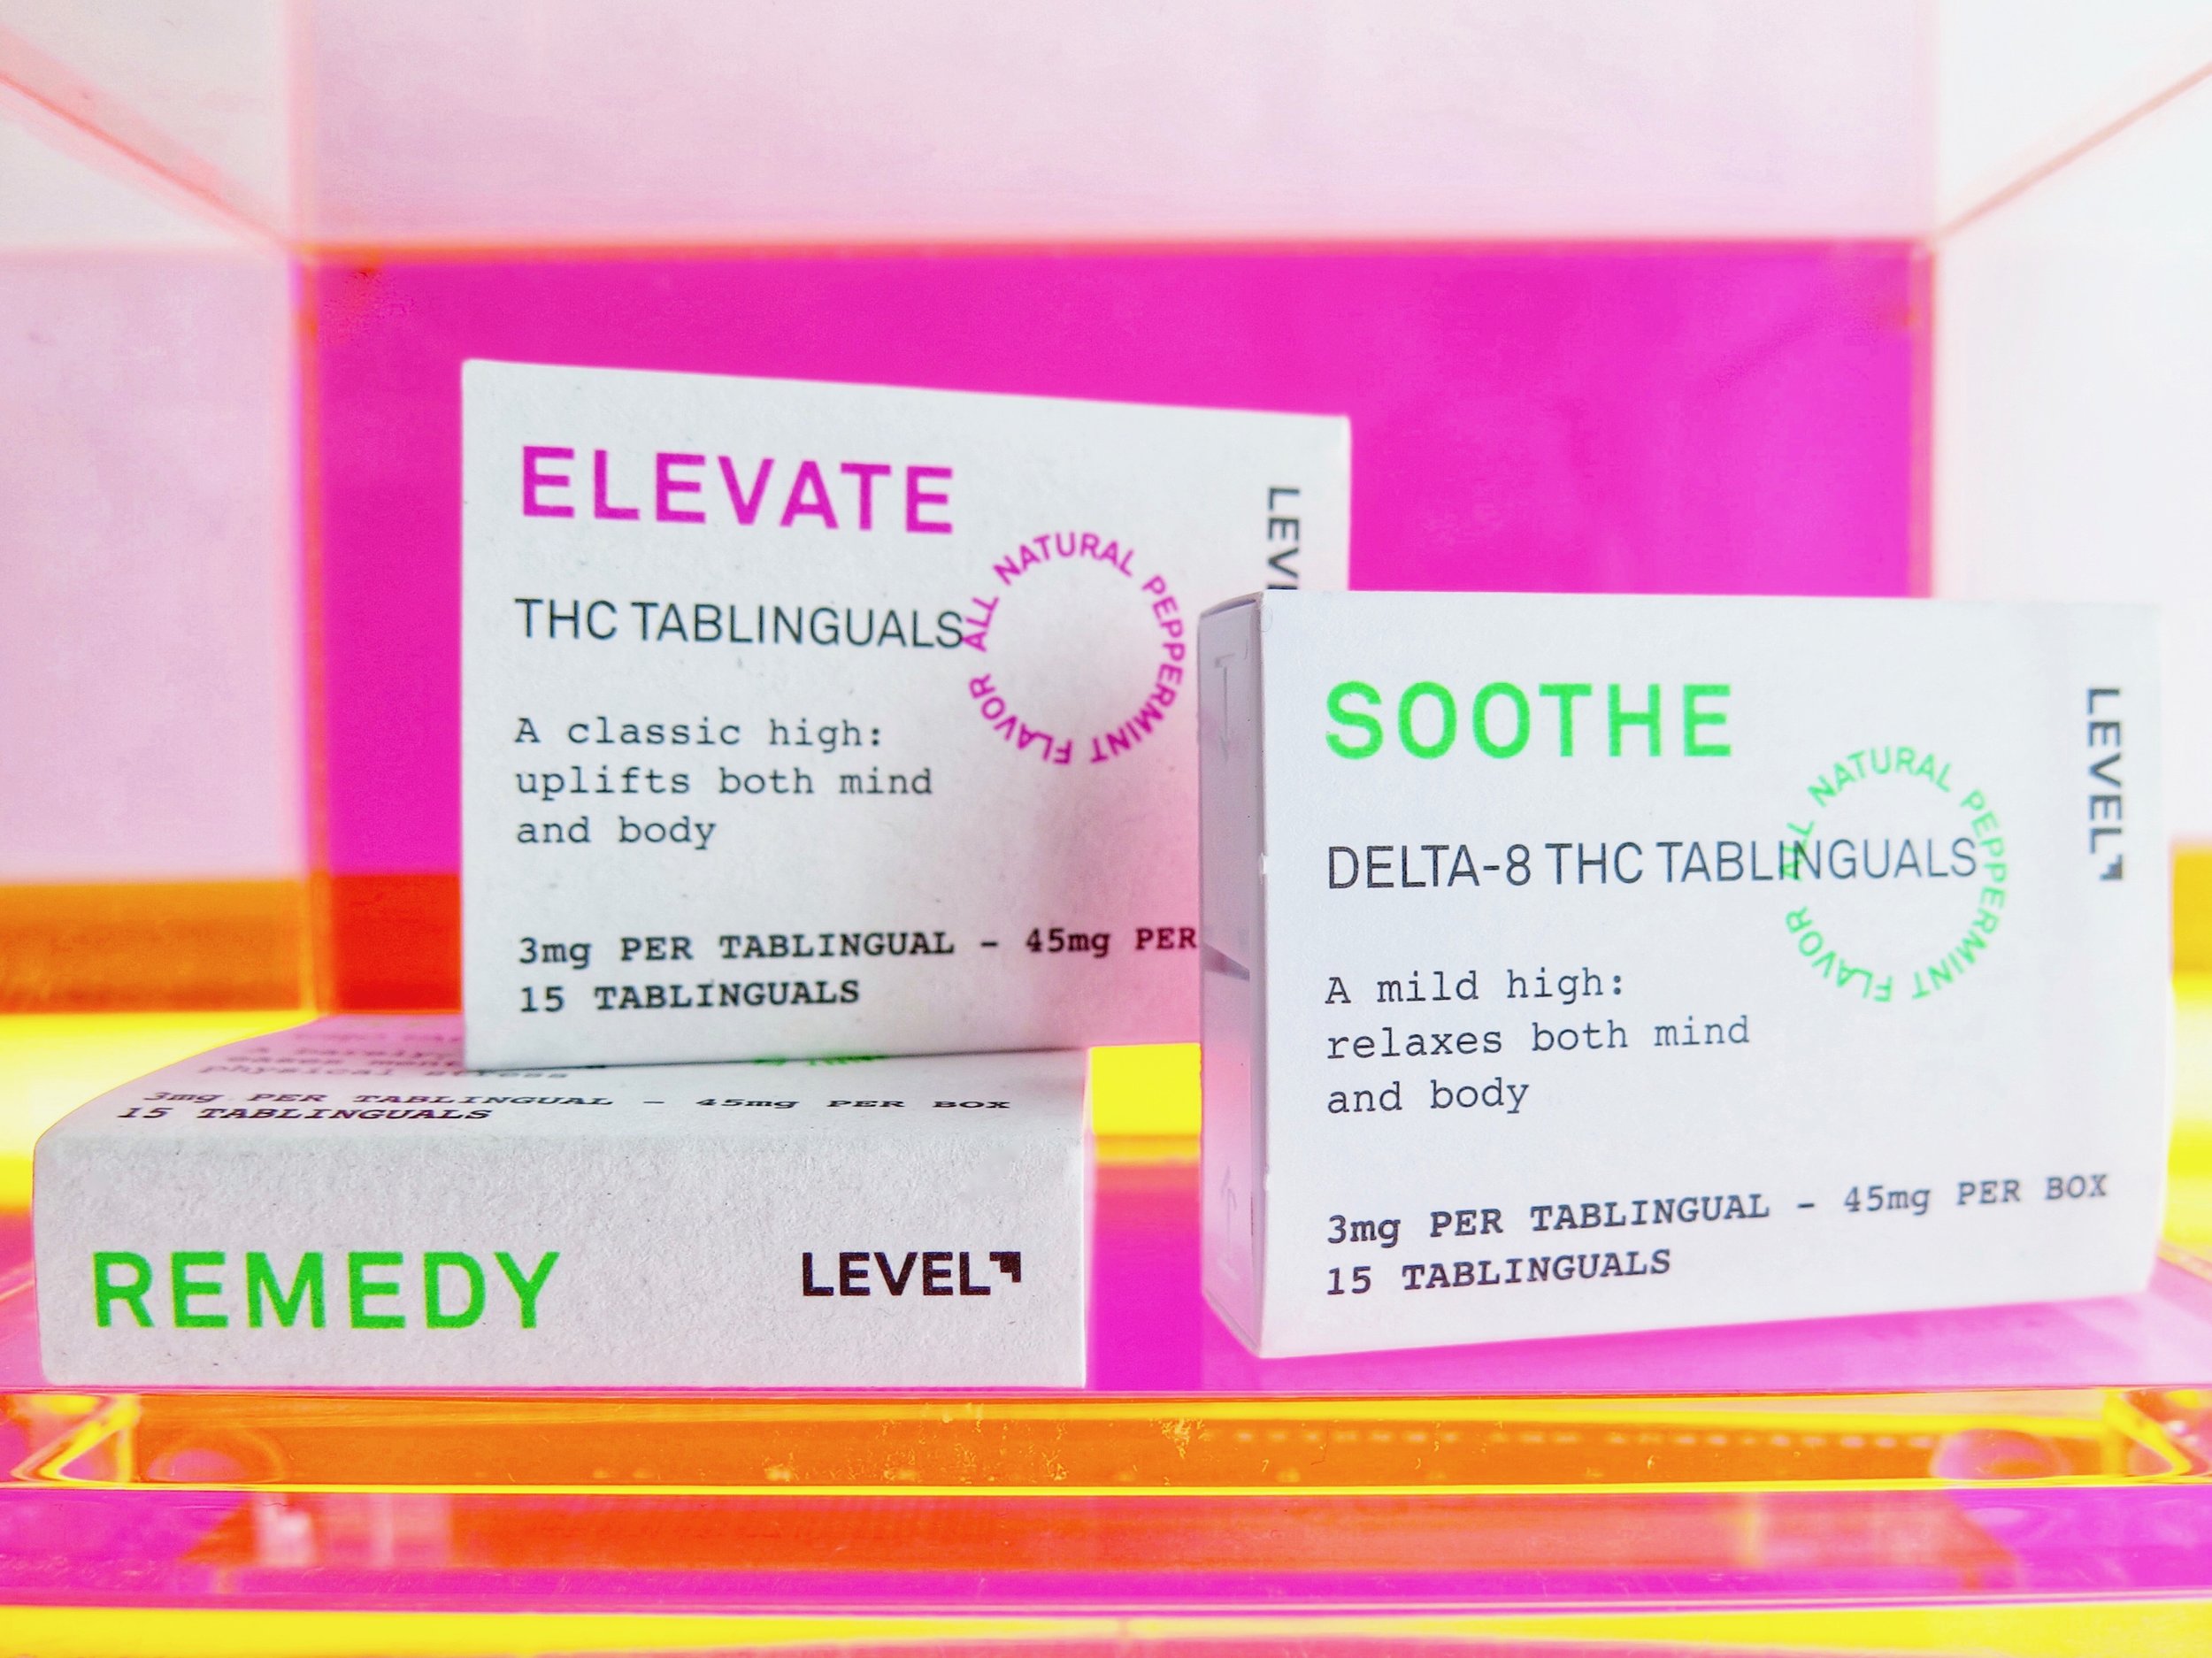 ELEVATE
THC TABLINGUALS
ALL NATURAL PEPPERMINT FLAVOR
A classic high:
uplifts both mind
and body
3mg PER TABLINGUAL - 45mg PER
15 TABLINGUALS
SOOTHE
LEVEL
DELTA-8 THC TABLINGUALS
ALL NATURAL PEPPERMINT FLAVOR
A mild high:
relaxes both mind
and body
3mg PER TABLINGUAL - 45mg PER BOX
15 TABLINGUALS
physical stress
3mg PER TABLINGUAL - 45mg PER BOX
15 TABLINGUALS
REMEDY
LEVEL